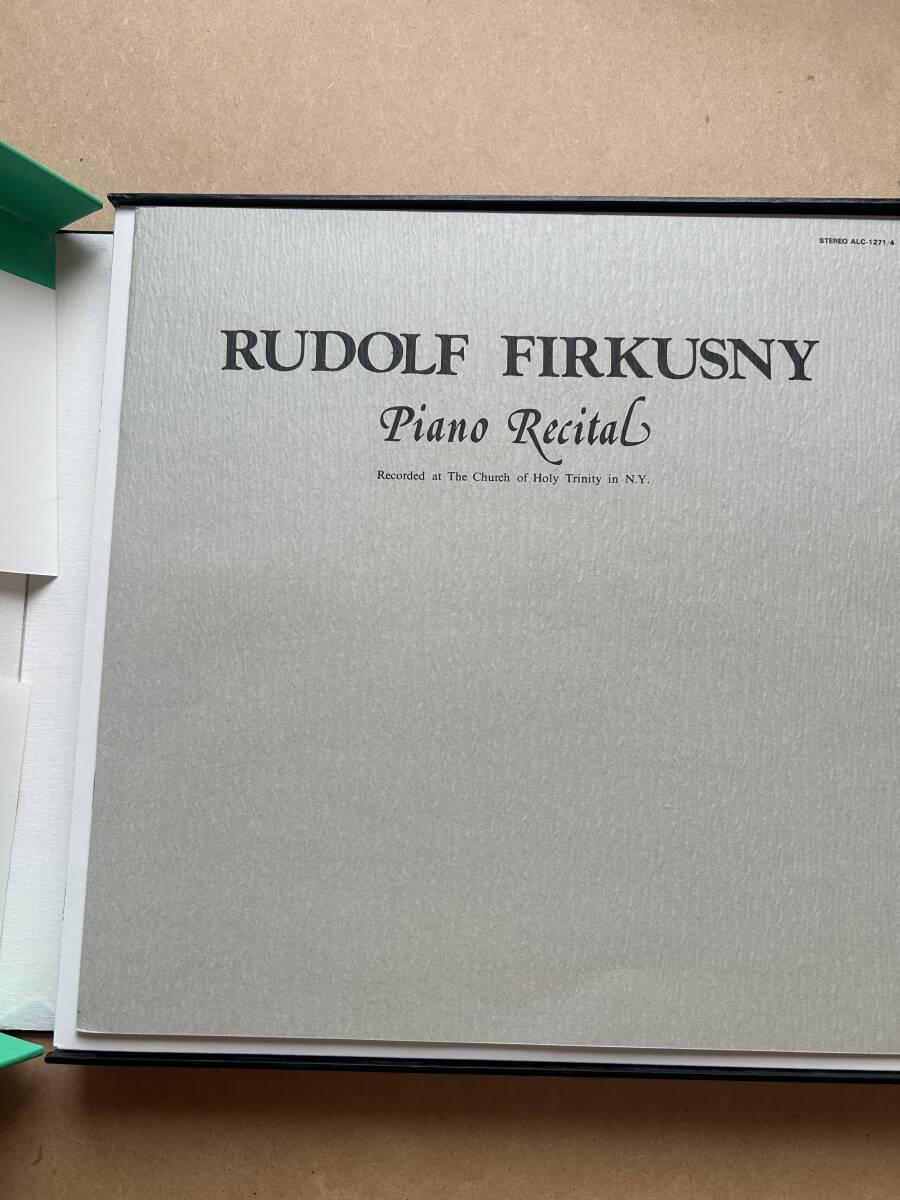 STEREO ALC-1271/4
RUDOLF FIRKUSNY
Piano Recital
Recorded at The Church of Holy Trinity in N.Y.